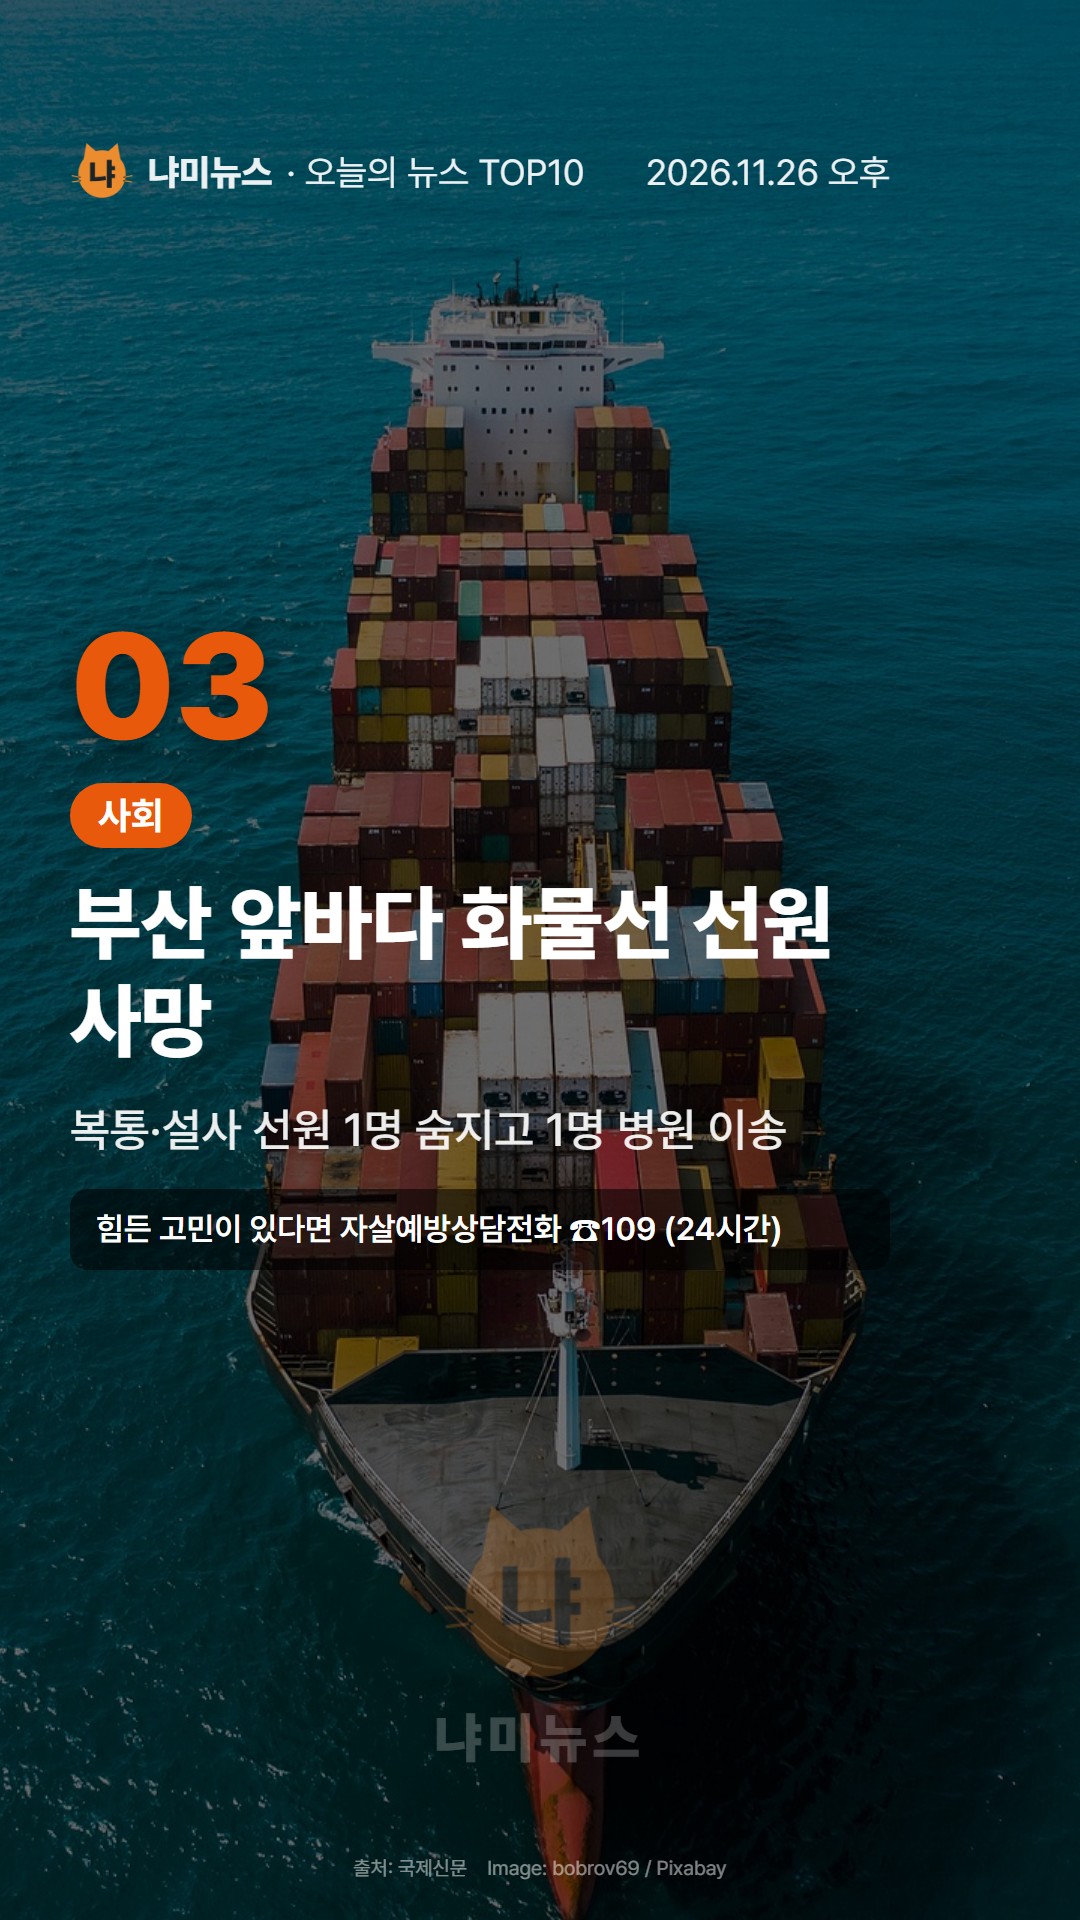 냐 냐미뉴스 · 오늘의 뉴스 TOP10 2026.11.26 오후
03
사회
부산 앞바다 화물선 선원
사망
복통·설사 선원 1명 숨지고 1명 병원 이송
힘든 고민이 있다면 자살예방상담전화 ☎109 (24시간)
냐
냐미뉴스
출처: 국제신문 Image: bobrov69 / Pixabay